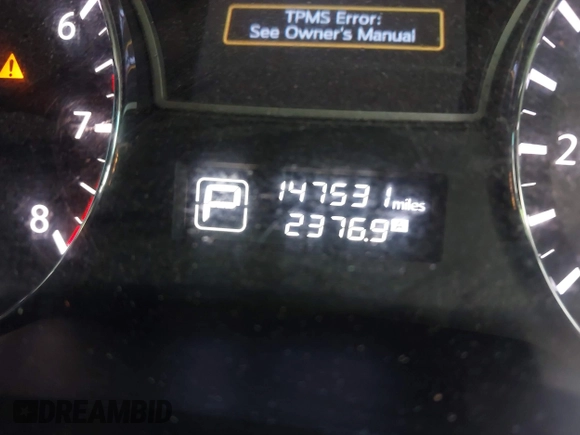 TPMS Error:
See Owner's Manual
6
7
8
2
P
147531 miles
2376.9
DREAMBID